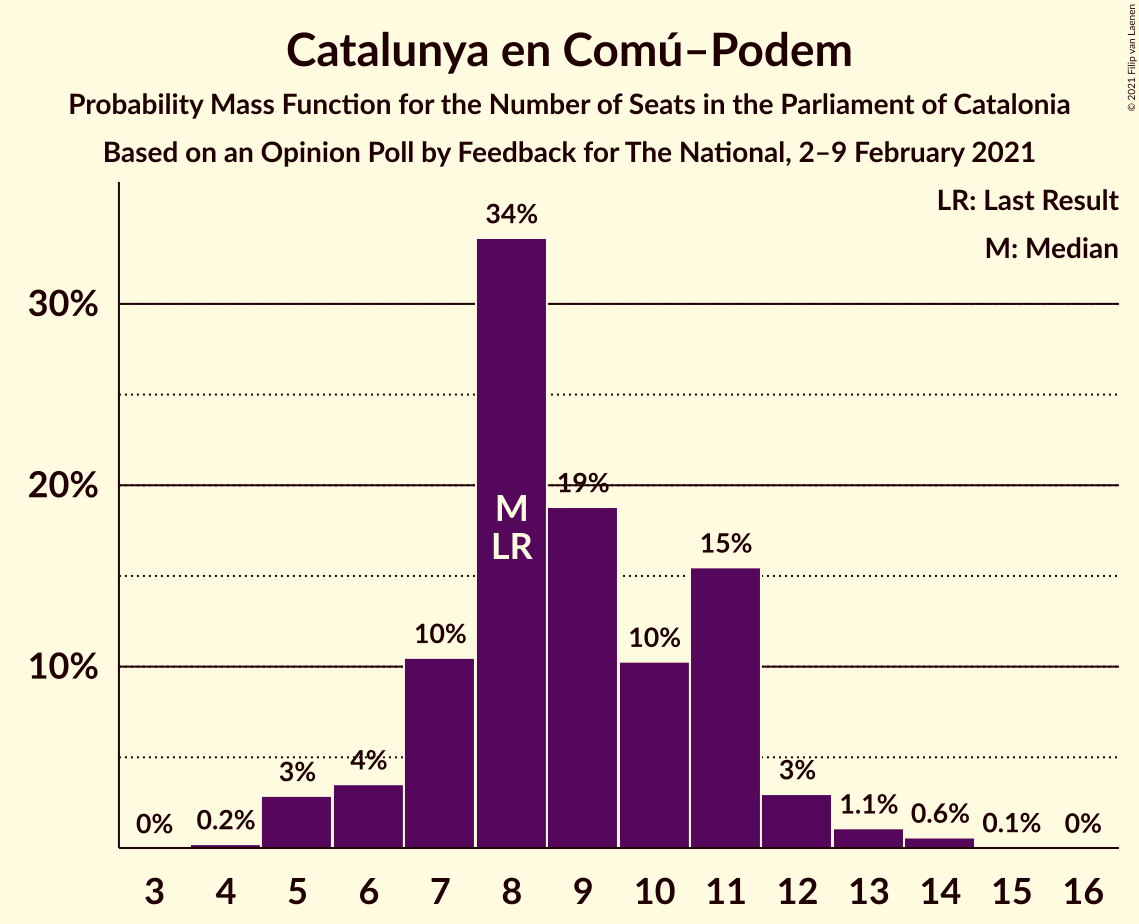 Catalunya en Comú–Podem
Probability Mass Function for the Number of Seats in the Parliament of Catalonia
Based on an Opinion Poll by Feedback for The National, 2–9 February 2021
© 2021 Filip van Laenen
LR: Last Result
M: Median
30%
20%
10%
0%
0.2%
3%
4%
10%
34%
19%
10%
15%
3%
1.1%
0.6%
0.1%
0%
M
LR
3 4 5 6 7 8 9 10 11 12 13 14 15 16